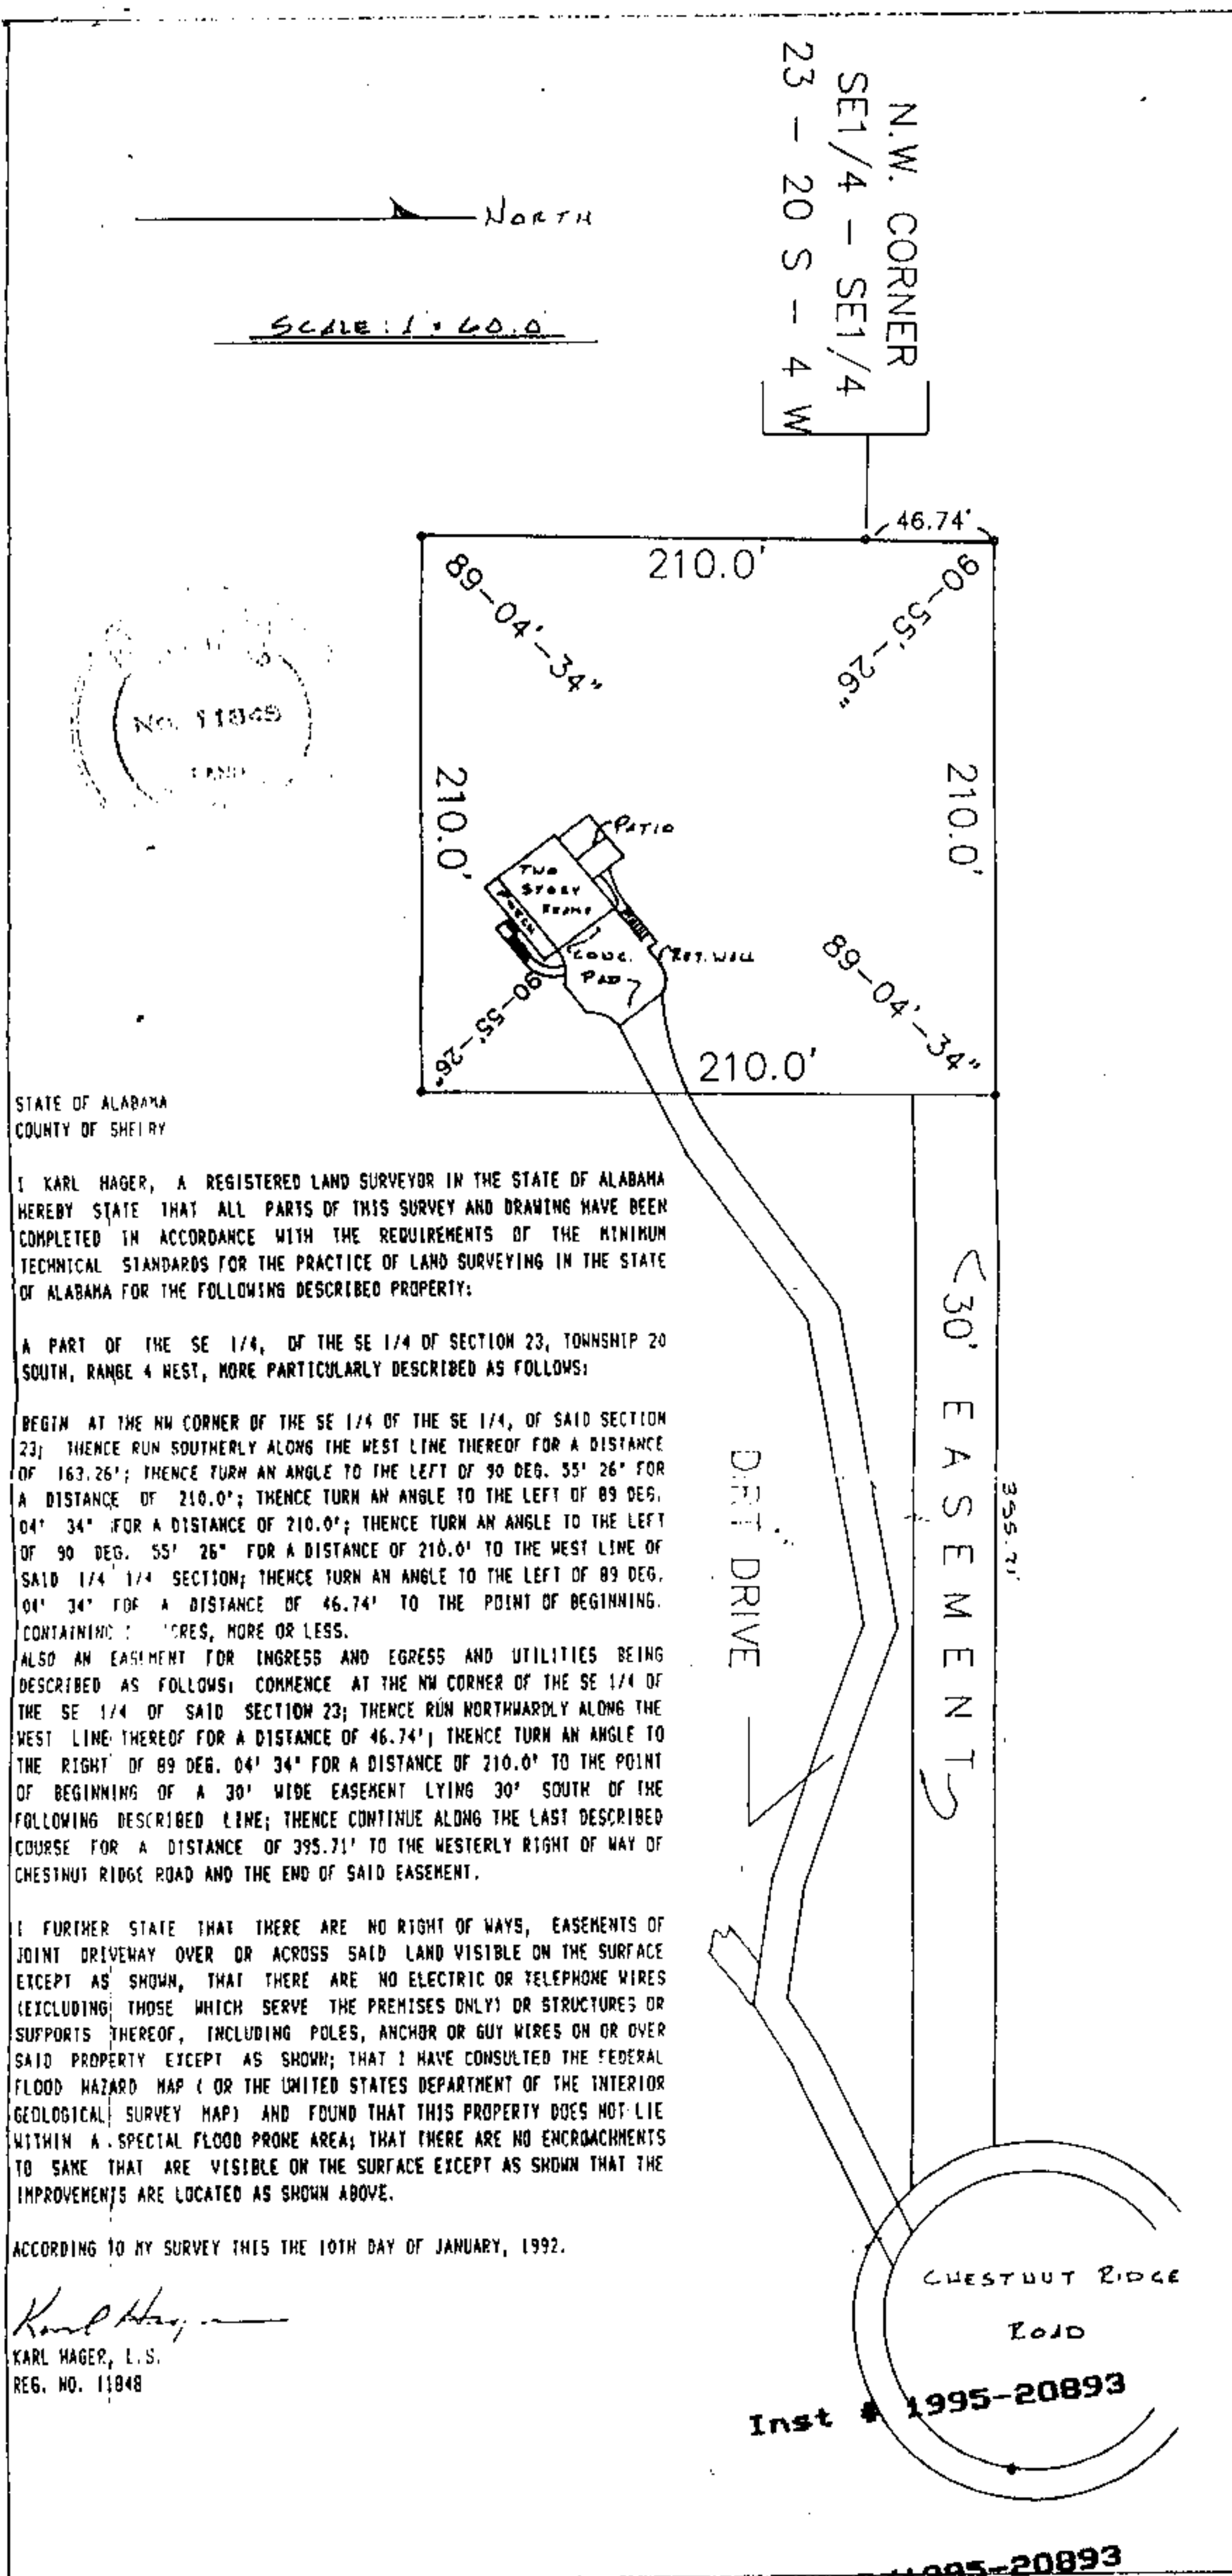 NORTH
SCALE: 1" = 60.0'
N.W. CORNER
SE1/4 - SE1/4
23 - 20 S - 4 W
46.74'
210.0'
89-04'-34"
90-55'-26"
No. 11848
LAND
210.0'
210.0'
PATIO
TWO
STORY
FRAME
PORCH
CONC.
PAD
RET. WALL
89-04'-34"
90-55'-26"
210.0'
STATE OF ALABAMA
COUNTY OF SHELBY
I KARL HAGER, A REGISTERED LAND SURVEYOR IN THE STATE OF ALABAMA
HEREBY STATE THAT ALL PARTS OF THIS SURVEY AND DRAWING HAVE BEEN
COMPLETED IN ACCORDANCE WITH THE REQUIREMENTS OF THE MINIMUM
TECHNICAL STANDARDS FOR THE PRACTICE OF LAND SURVEYING IN THE STATE
OF ALABAMA FOR THE FOLLOWING DESCRIBED PROPERTY:
A PART OF THE SE 1/4, OF THE SE 1/4 OF SECTION 23, TOWNSHIP 20
SOUTH, RANGE 4 WEST, MORE PARTICULARLY DESCRIBED AS FOLLOWS:
BEGIN AT THE NW CORNER OF THE SE 1/4 OF THE SE 1/4, OF SAID SECTION
23; THENCE RUN SOUTHERLY ALONG THE WEST LINE THEREOF FOR A DISTANCE
OF 163.26'; THENCE TURN AN ANGLE TO THE LEFT OF 90 DEG. 55' 26" FOR
A DISTANCE OF 210.0'; THENCE TURN AN ANGLE TO THE LEFT OF 89 DEG.
04' 34" FOR A DISTANCE OF 210.0'; THENCE TURN AN ANGLE TO THE LEFT
OF 90 DEG. 55' 26" FOR A DISTANCE OF 210.0' TO THE WEST LINE OF
SAID 1/4 1/4 SECTION; THENCE TURN AN ANGLE TO THE LEFT OF 89 DEG.
04' 34" FOR A DISTANCE OF 46.74' TO THE POINT OF BEGINNING.
CONTAINING ACRES, MORE OR LESS.
ALSO AN EASEMENT FOR INGRESS AND EGRESS AND UTILITIES BEING
DESCRIBED AS FOLLOWS: COMMENCE AT THE NW CORNER OF THE SE 1/4 OF
THE SE 1/4 OF SAID SECTION 23; THENCE RUN NORTHWARDLY ALONG THE
WEST LINE THEREOF FOR A DISTANCE OF 46.74'; THENCE TURN AN ANGLE TO
THE RIGHT OF 89 DEG. 04' 34" FOR A DISTANCE OF 210.0' TO THE POINT
OF BEGINNING OF A 30' WIDE EASEMENT LYING 30' SOUTH OF THE
FOLLOWING DESCRIBED LINE; THENCE CONTINUE ALONG THE LAST DESCRIBED
COURSE FOR A DISTANCE OF 395.71' TO THE WESTERLY RIGHT OF WAY OF
CHESTNUT RIDGE ROAD AND THE END OF SAID EASEMENT.
I FURTHER STATE THAT THERE ARE NO RIGHT OF WAYS, EASEMENTS OF
JOINT DRIVEWAY OVER OR ACROSS SAID LAND VISIBLE ON THE SURFACE
EXCEPT AS SHOWN, THAT THERE ARE NO ELECTRIC OR TELEPHONE WIRES
(EXCLUDING THOSE WHICH SERVE THE PREMISES ONLY) OR STRUCTURES OR
SUPPORTS THEREOF, INCLUDING POLES, ANCHOR OR GUY WIRES ON OR OVER
SAID PROPERTY EXCEPT AS SHOWN; THAT I HAVE CONSULTED THE FEDERAL
FLOOD HAZARD MAP ( OR THE UNITED STATES DEPARTMENT OF THE INTERIOR
GEOLOGICAL SURVEY MAP) AND FOUND THAT THIS PROPERTY DOES NOT LIE
WITHIN A SPECIAL FLOOD PRONE AREA; THAT THERE ARE NO ENCROACHMENTS
TO SAME THAT ARE VISIBLE ON THE SURFACE EXCEPT AS SHOWN THAT THE
IMPROVEMENTS ARE LOCATED AS SHOWN ABOVE.
ACCORDING TO MY SURVEY THIS THE 10TH DAY OF JANUARY, 1992.
Karl Hager
KARL HAGER, L.S.
REG. NO. 11848
30' EASEMENT
355.71'
DIRT DRIVE
CHESTNUT RIDGE
ROAD
Inst # 1995-20893
1995-20893